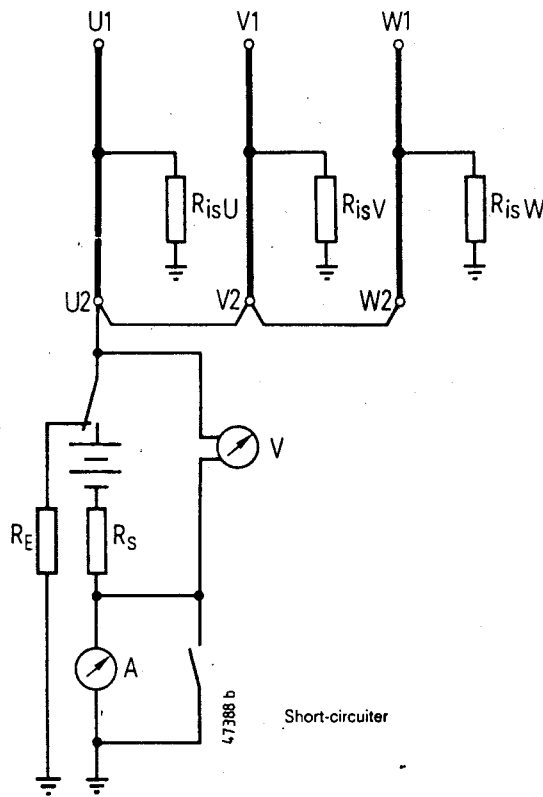 U1 V1 W1
RisU RisV RisW
U2 V2 W2
V
RE RS
A
47388 b
Short-circuiter